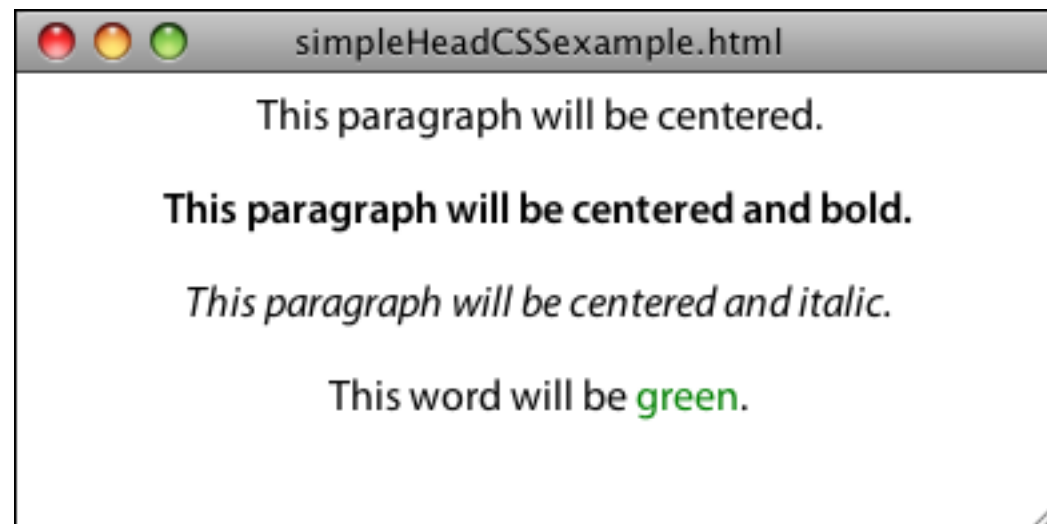 simpleHeadCSSexample.html
This paragraph will be centered.
This paragraph will be centered and bold.
This paragraph will be centered and italic.
This word will be green.